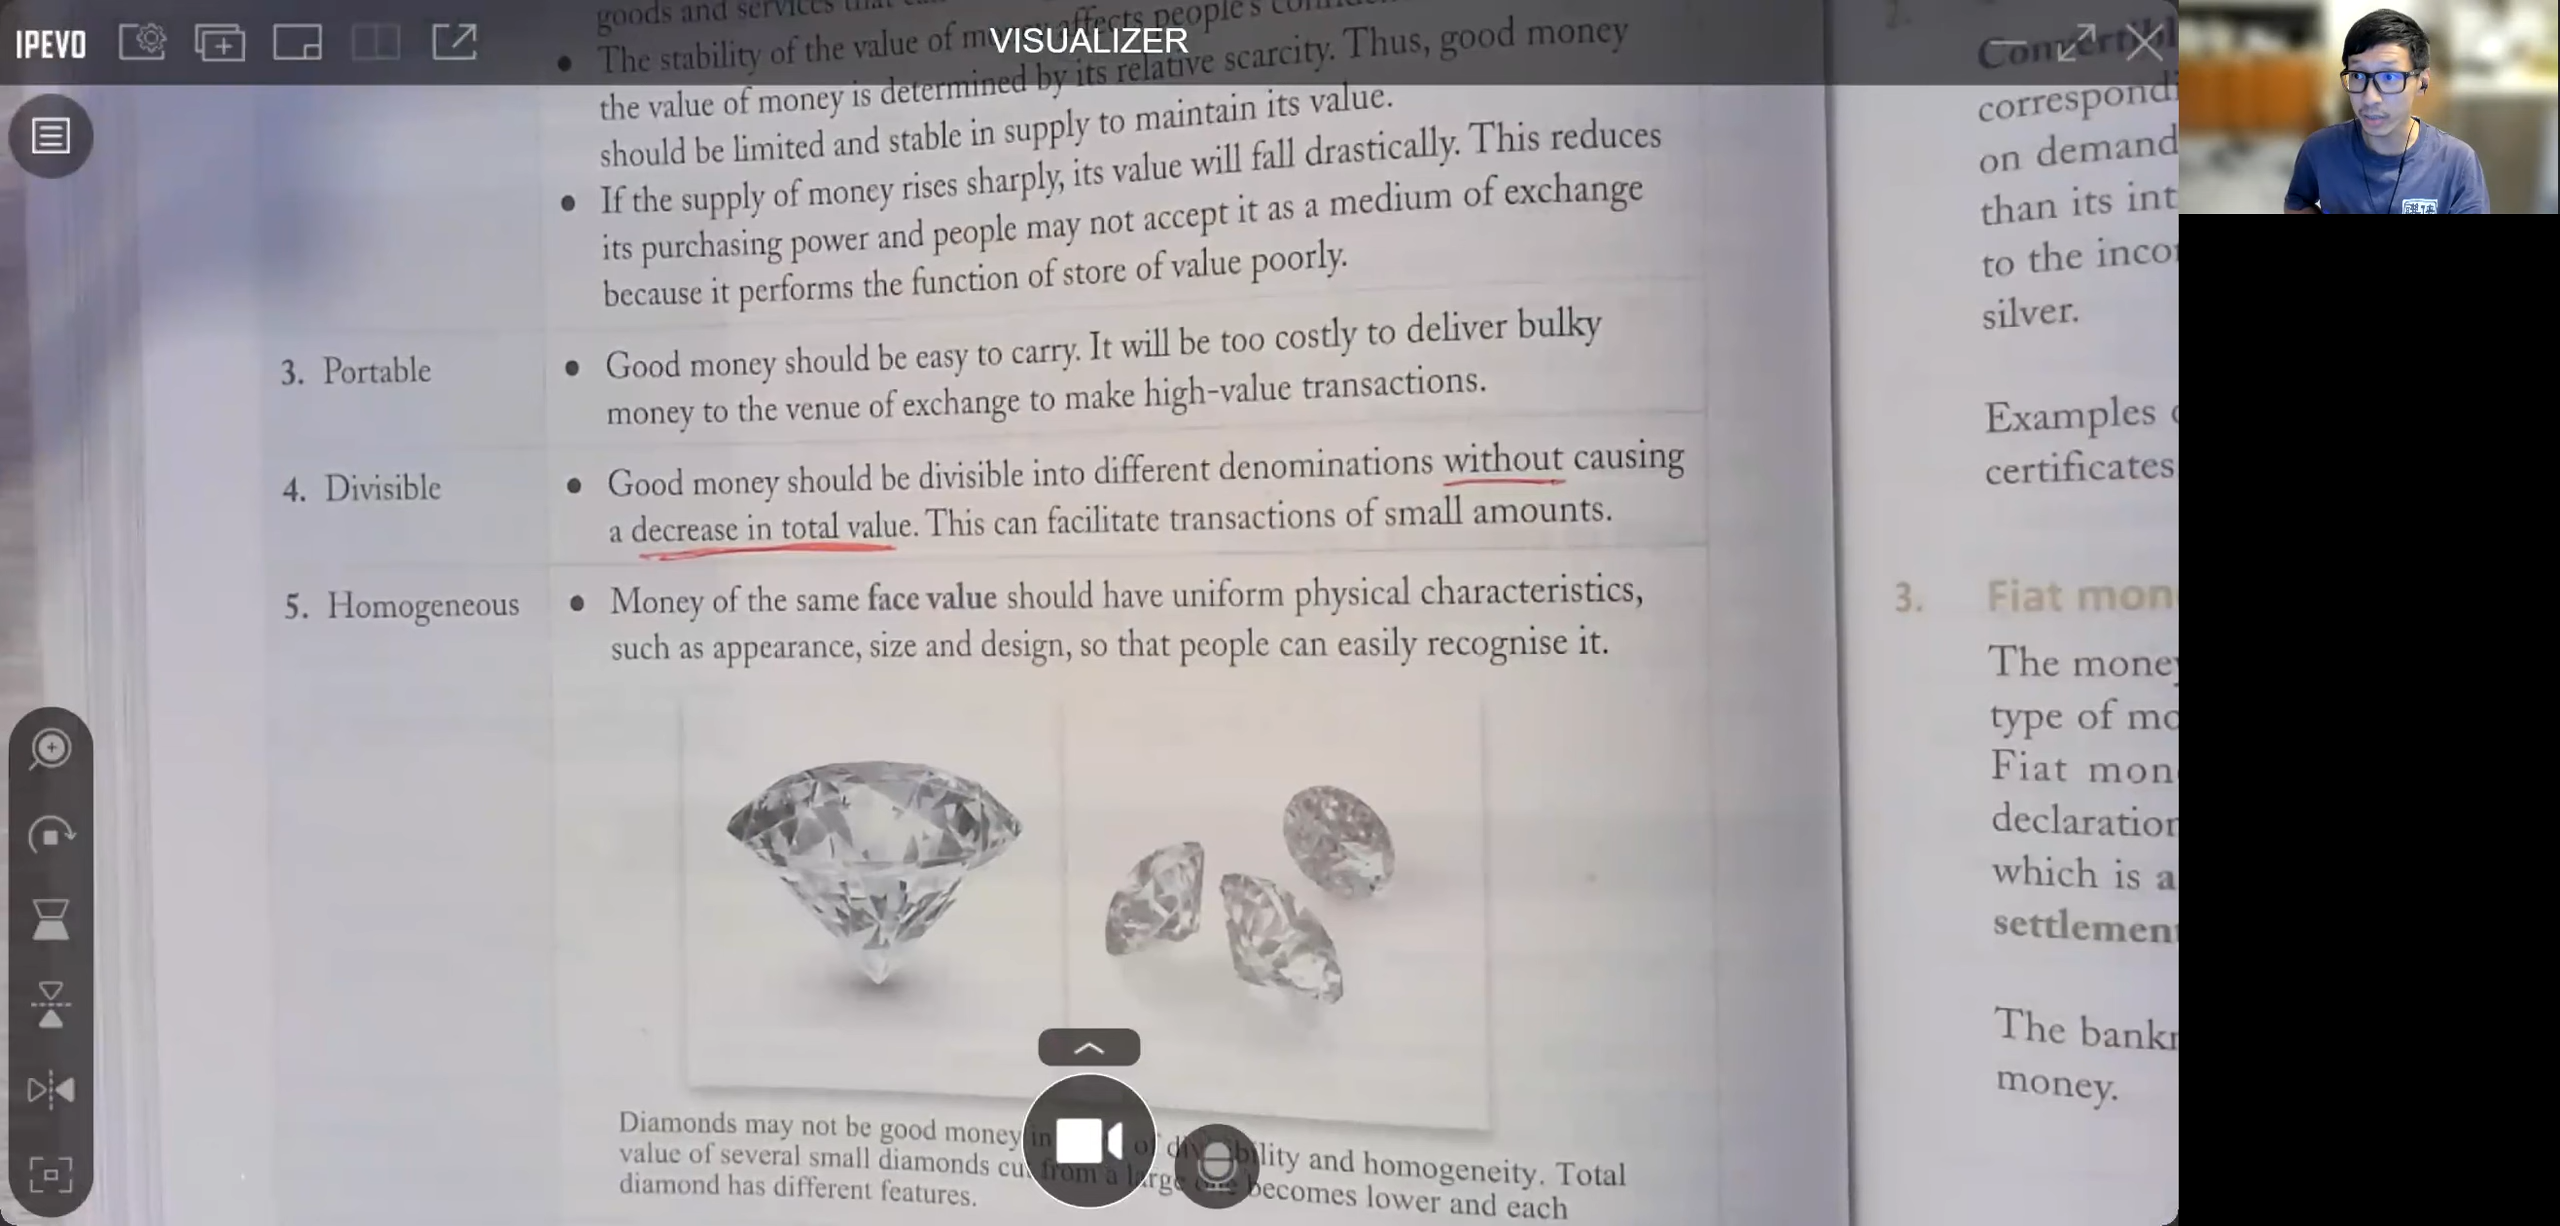 IPEVO
VISUALIZER
goods and services that
The stability of the value of money affects people's
the value of money is determined by its relative scarcity. Thus, good money
should be limited and stable in supply to maintain its value.
If the supply of money rises sharply, its value will fall drastically. This reduces
its purchasing power and people may not accept it as a medium of exchange
because it performs the function of store of value poorly.
3. Portable
Good money should be easy to carry. It will be too costly to deliver bulky
money to the venue of exchange to make high-value transactions.
4. Divisible
Good money should be divisible into different denominations without causing
a decrease in total value. This can facilitate transactions of small amounts.
5. Homogeneous
Money of the same face value should have uniform physical characteristics,
such as appearance, size and design, so that people can easily recognise it.
Diamonds may not be good money in of divisibility and homogeneity. Total
value of several small diamonds cut from a large one becomes lower and each
diamond has different features.
2.
Convertibl
correspondi
on demand
than its int
to the inco
silver.
Examples
certificates
3. Fiat mon
The money
type of mo
Fiat mon
declaration
which is a
settlement
The bankn
money.